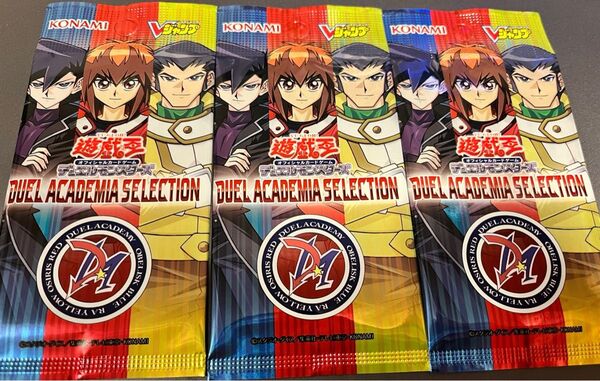 KONAMI
Vジャンプ
遊戯王
オフィシャルカードゲーム
デュエルモンスターズ
DUEL ACADEMIA SELECTION
DUEL ACADEMY
OSIRIS RED
OBELISK BLUE
RA YELLOW
DA
KONAMI
Vジャンプ
遊戯王
オフィシャルカードゲーム
デュエルモンスターズ
DUEL ACADEMIA SELECTION
DUEL ACADEMY
OSIRIS RED
OBELISK BLUE
RA YELLOW
DA
KONAMI
Vジャンプ
遊戯王
オフィシャルカードゲーム
デュエルモンスターズ
DUEL ACADEMIA SELECTION
DUEL ACADEMY
OSIRIS RED
OBELISK BLUE
RA YELLOW
DA